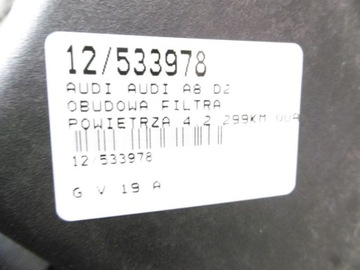 12/533978
AUDI AUDI A8 D2
OBUDOWA FILTRA
POWIETRZA 4.2 299KM
12/533978
G V 19 A